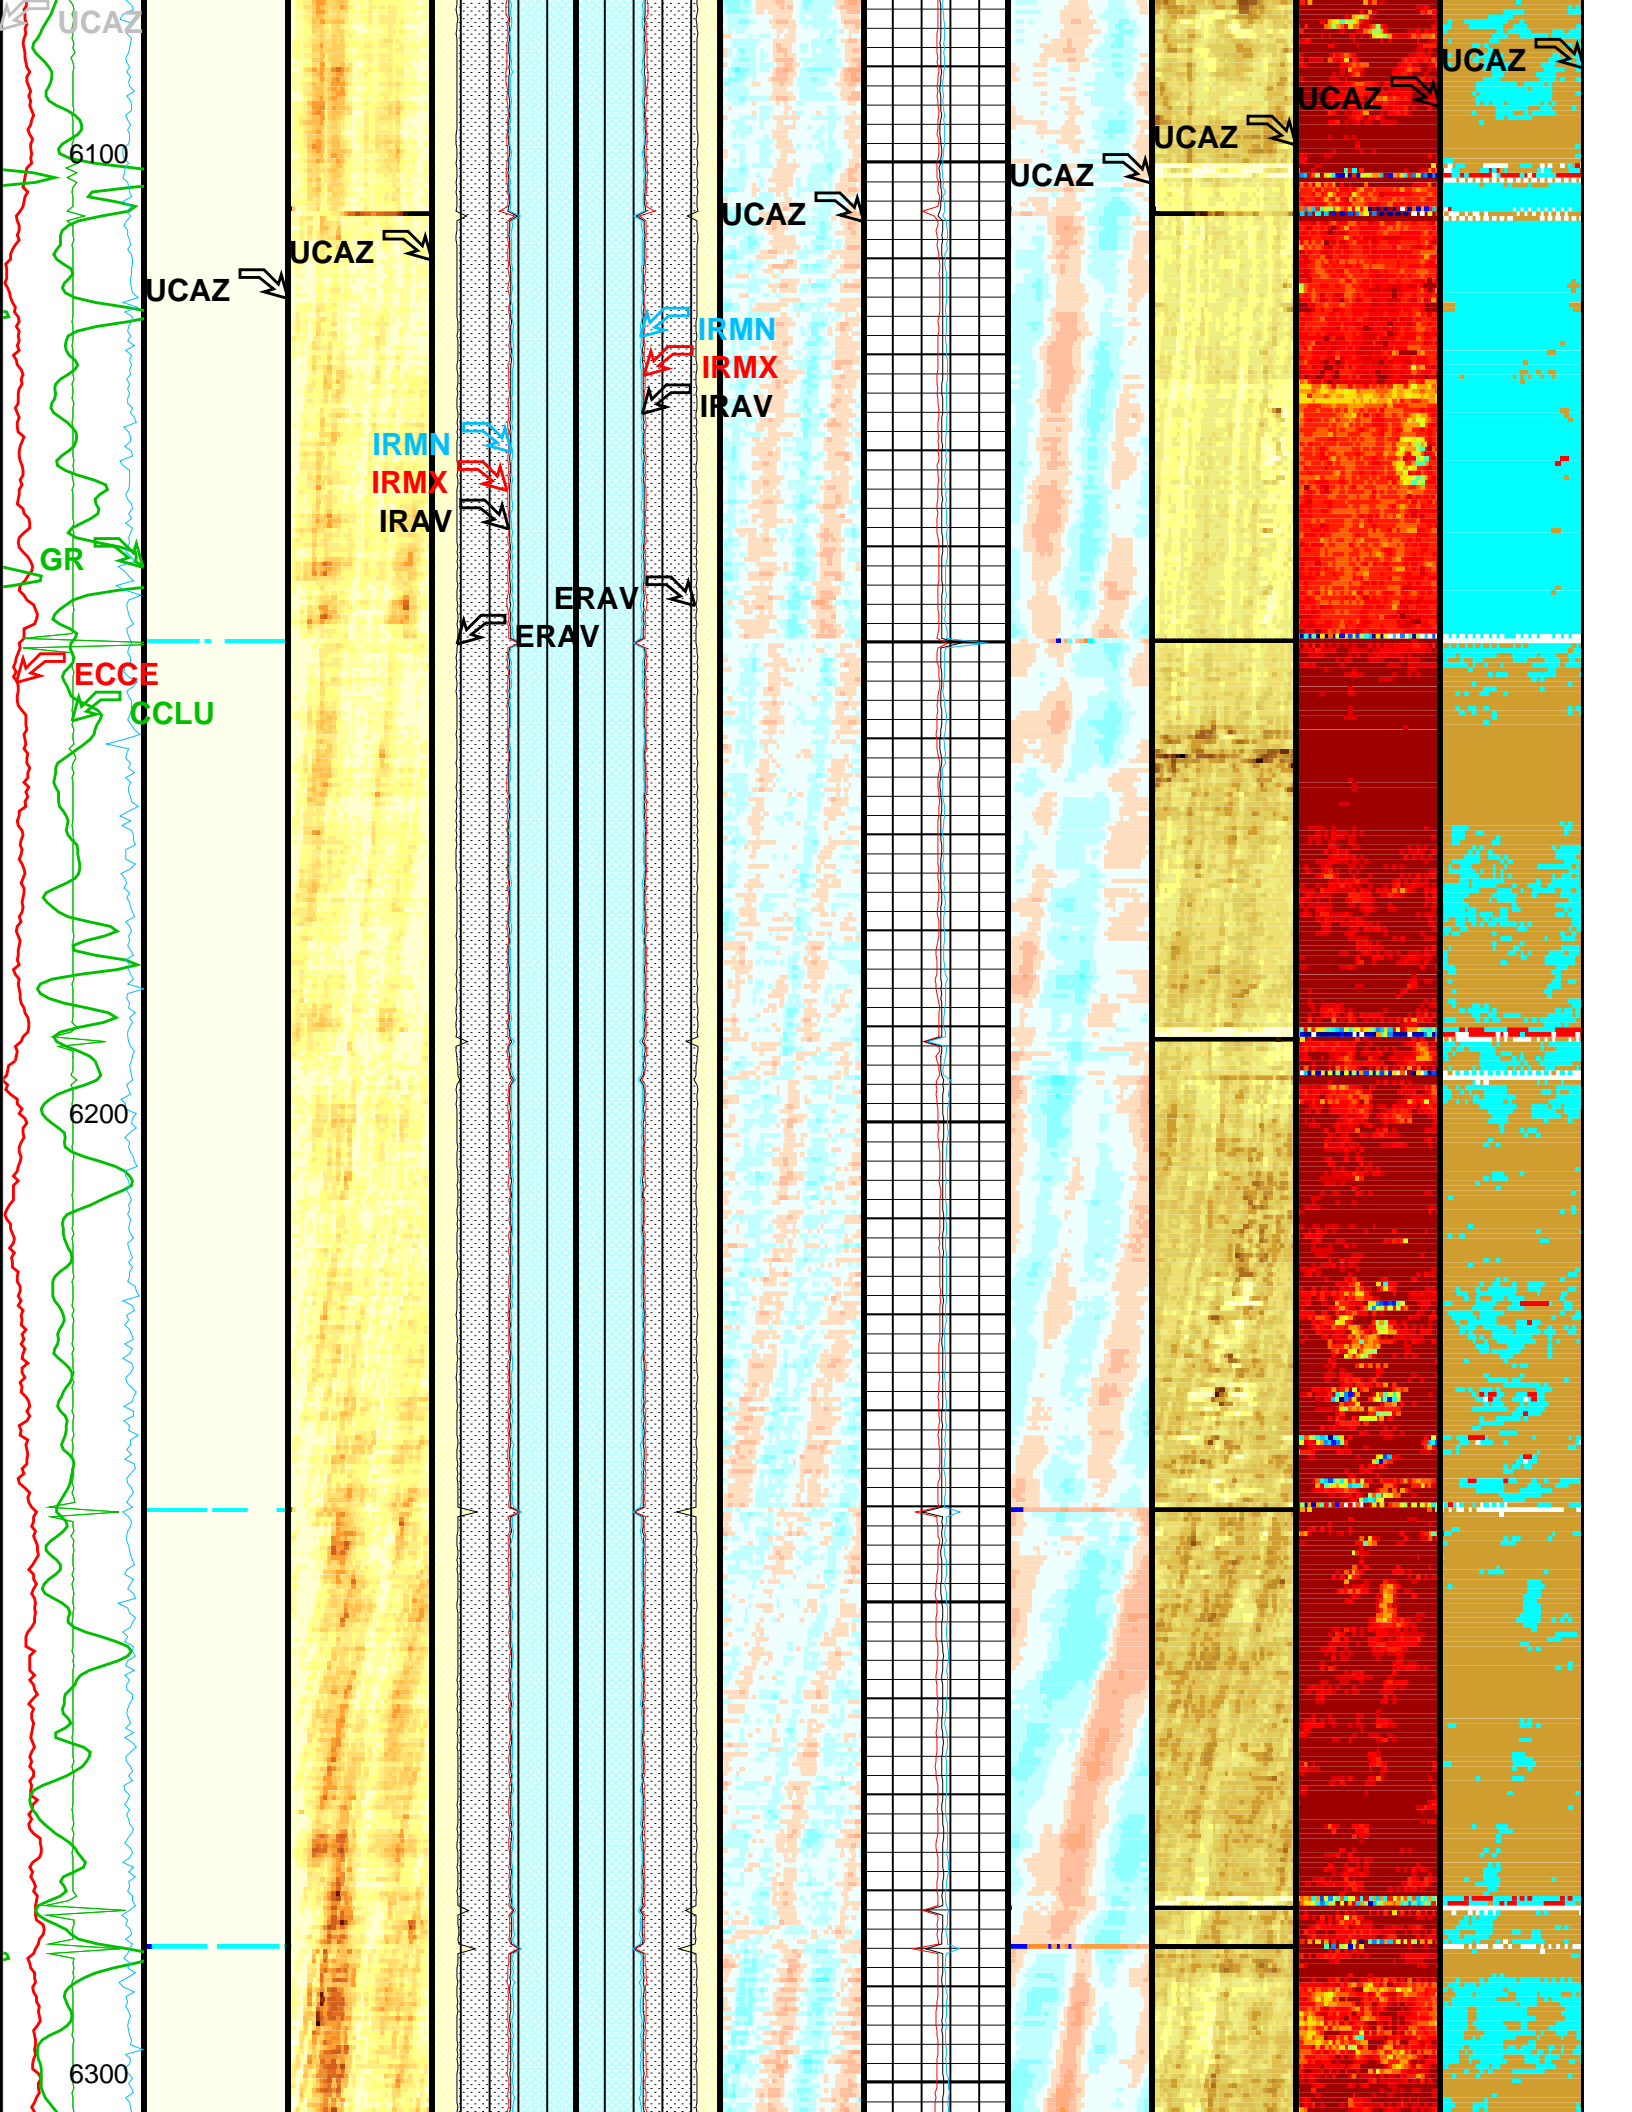 UCAZ
UCAZ
UCAZ
UCAZ
6100
UCAZ
UCAZ
UCAZ
UCAZ
IRMN
IRMX
IRAV
IRMN
IRMX
IRAV
GR
ERAV
ERAV
ECCE
CCLU
6200
6300